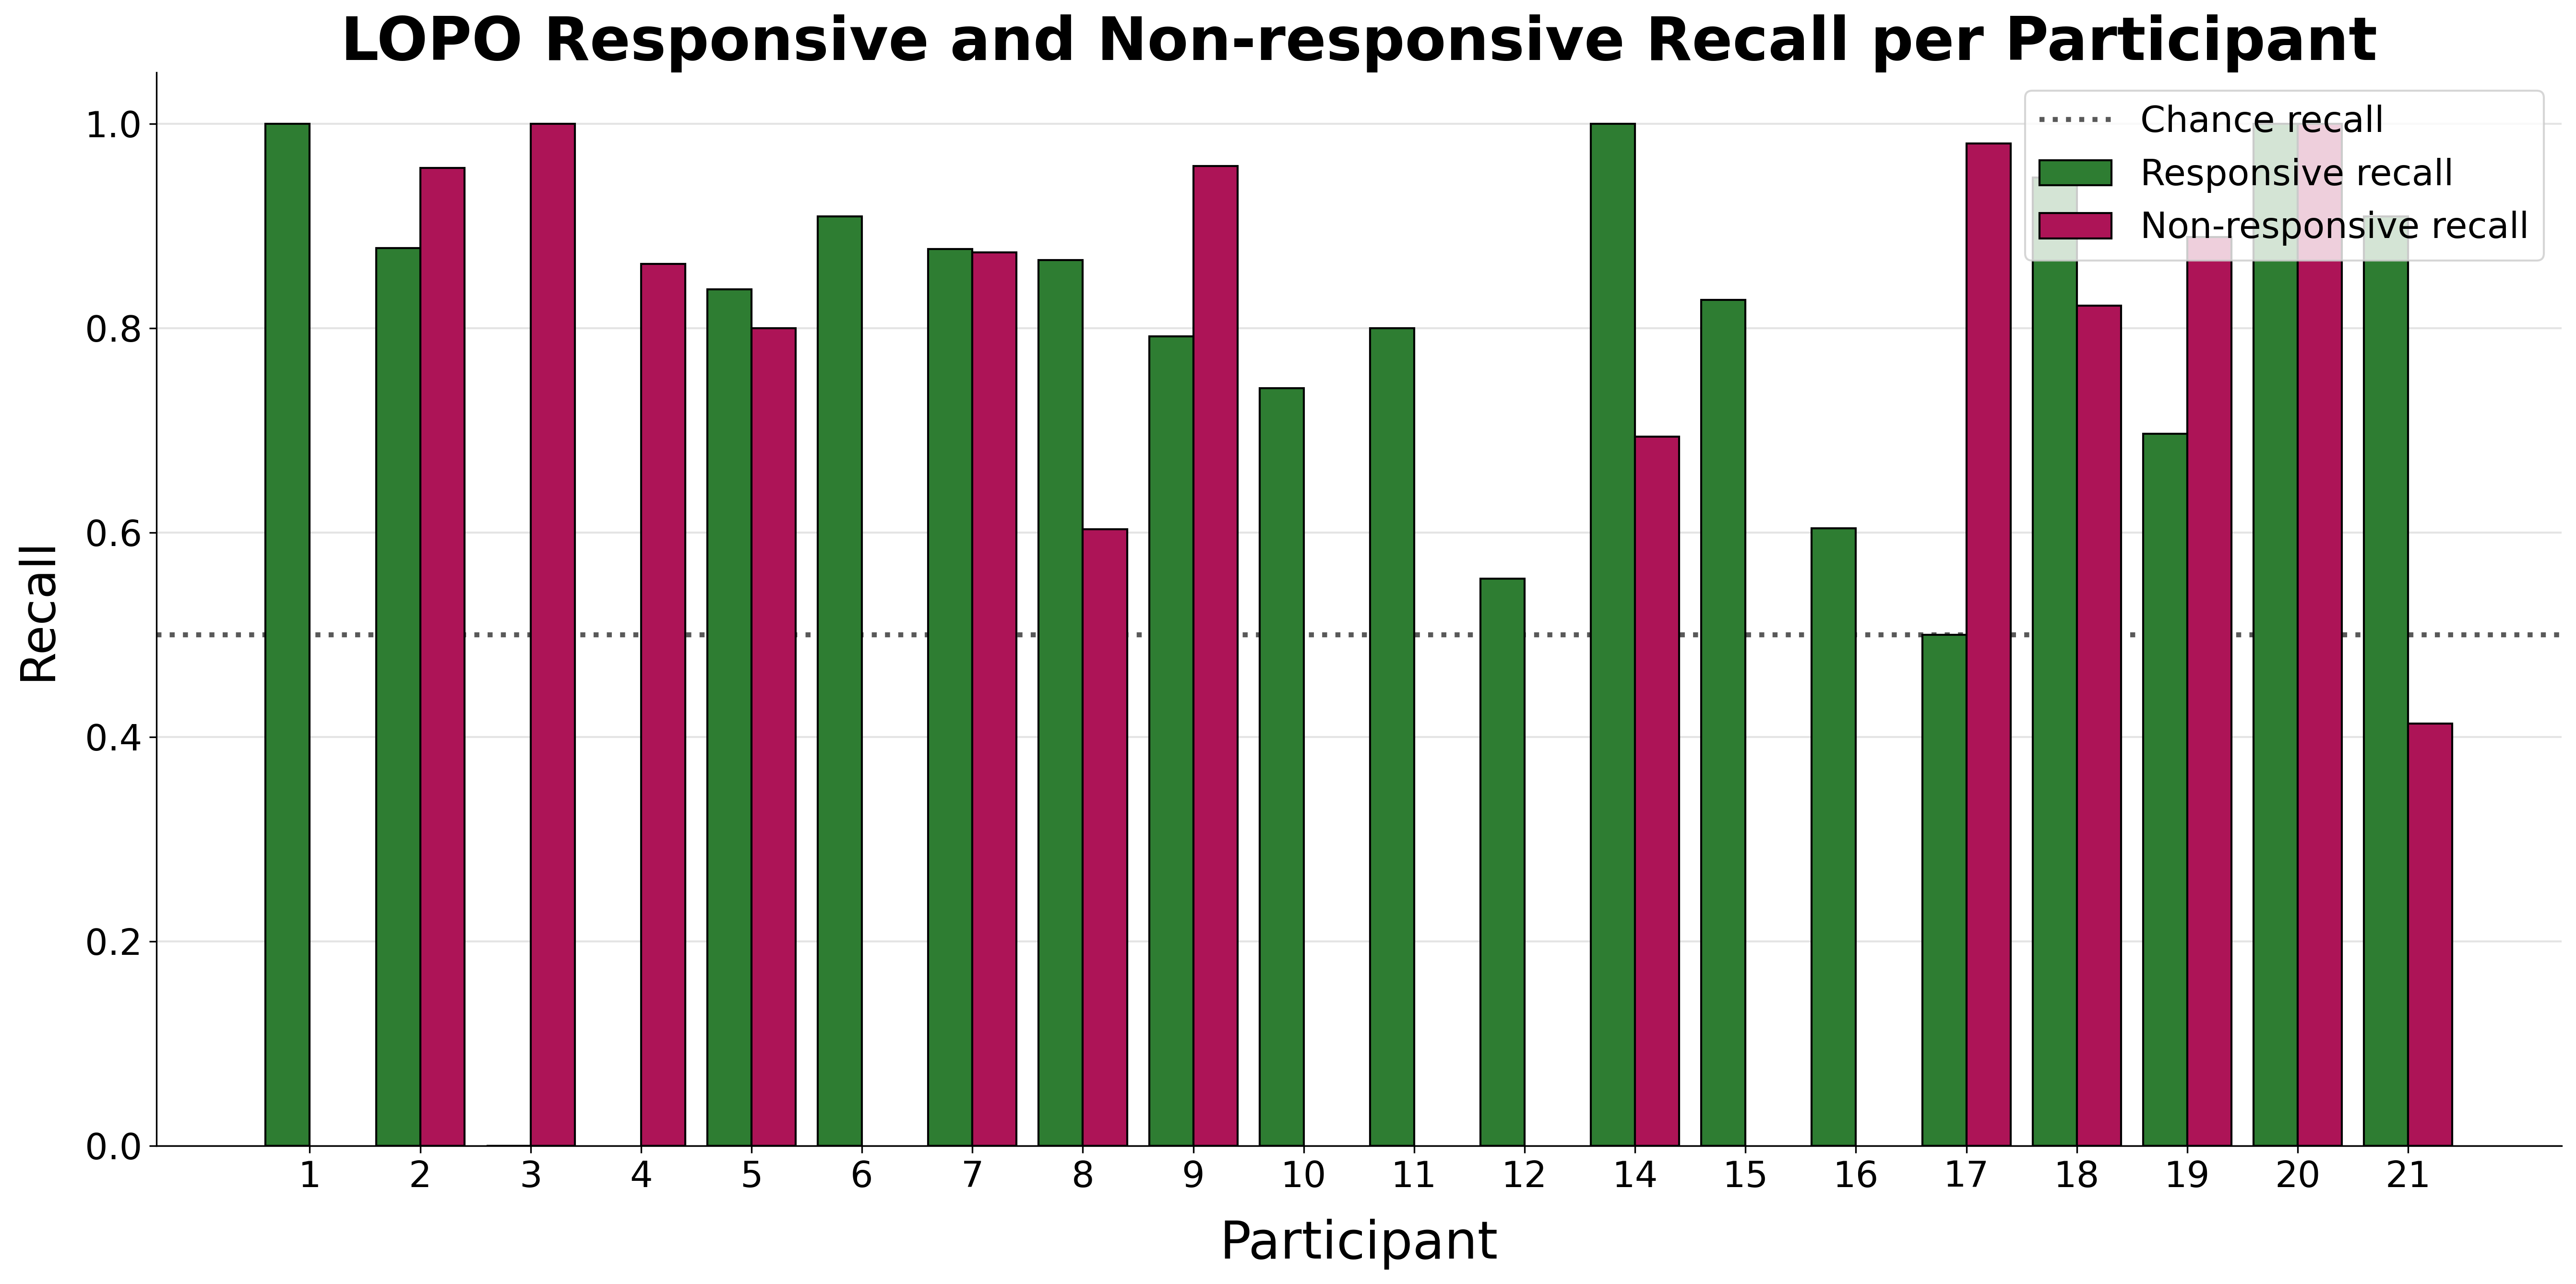 LOPO Responsive and Non-responsive Recall per Participant
Chance recall
Responsive recall
Non-responsive recall
1.0
0.8
0.6
0.4
0.2
0.0
Recall
1 2 3 4 5 6 7 8 9 10 11 12 14 15 16 17 18 19 20 21
Participant